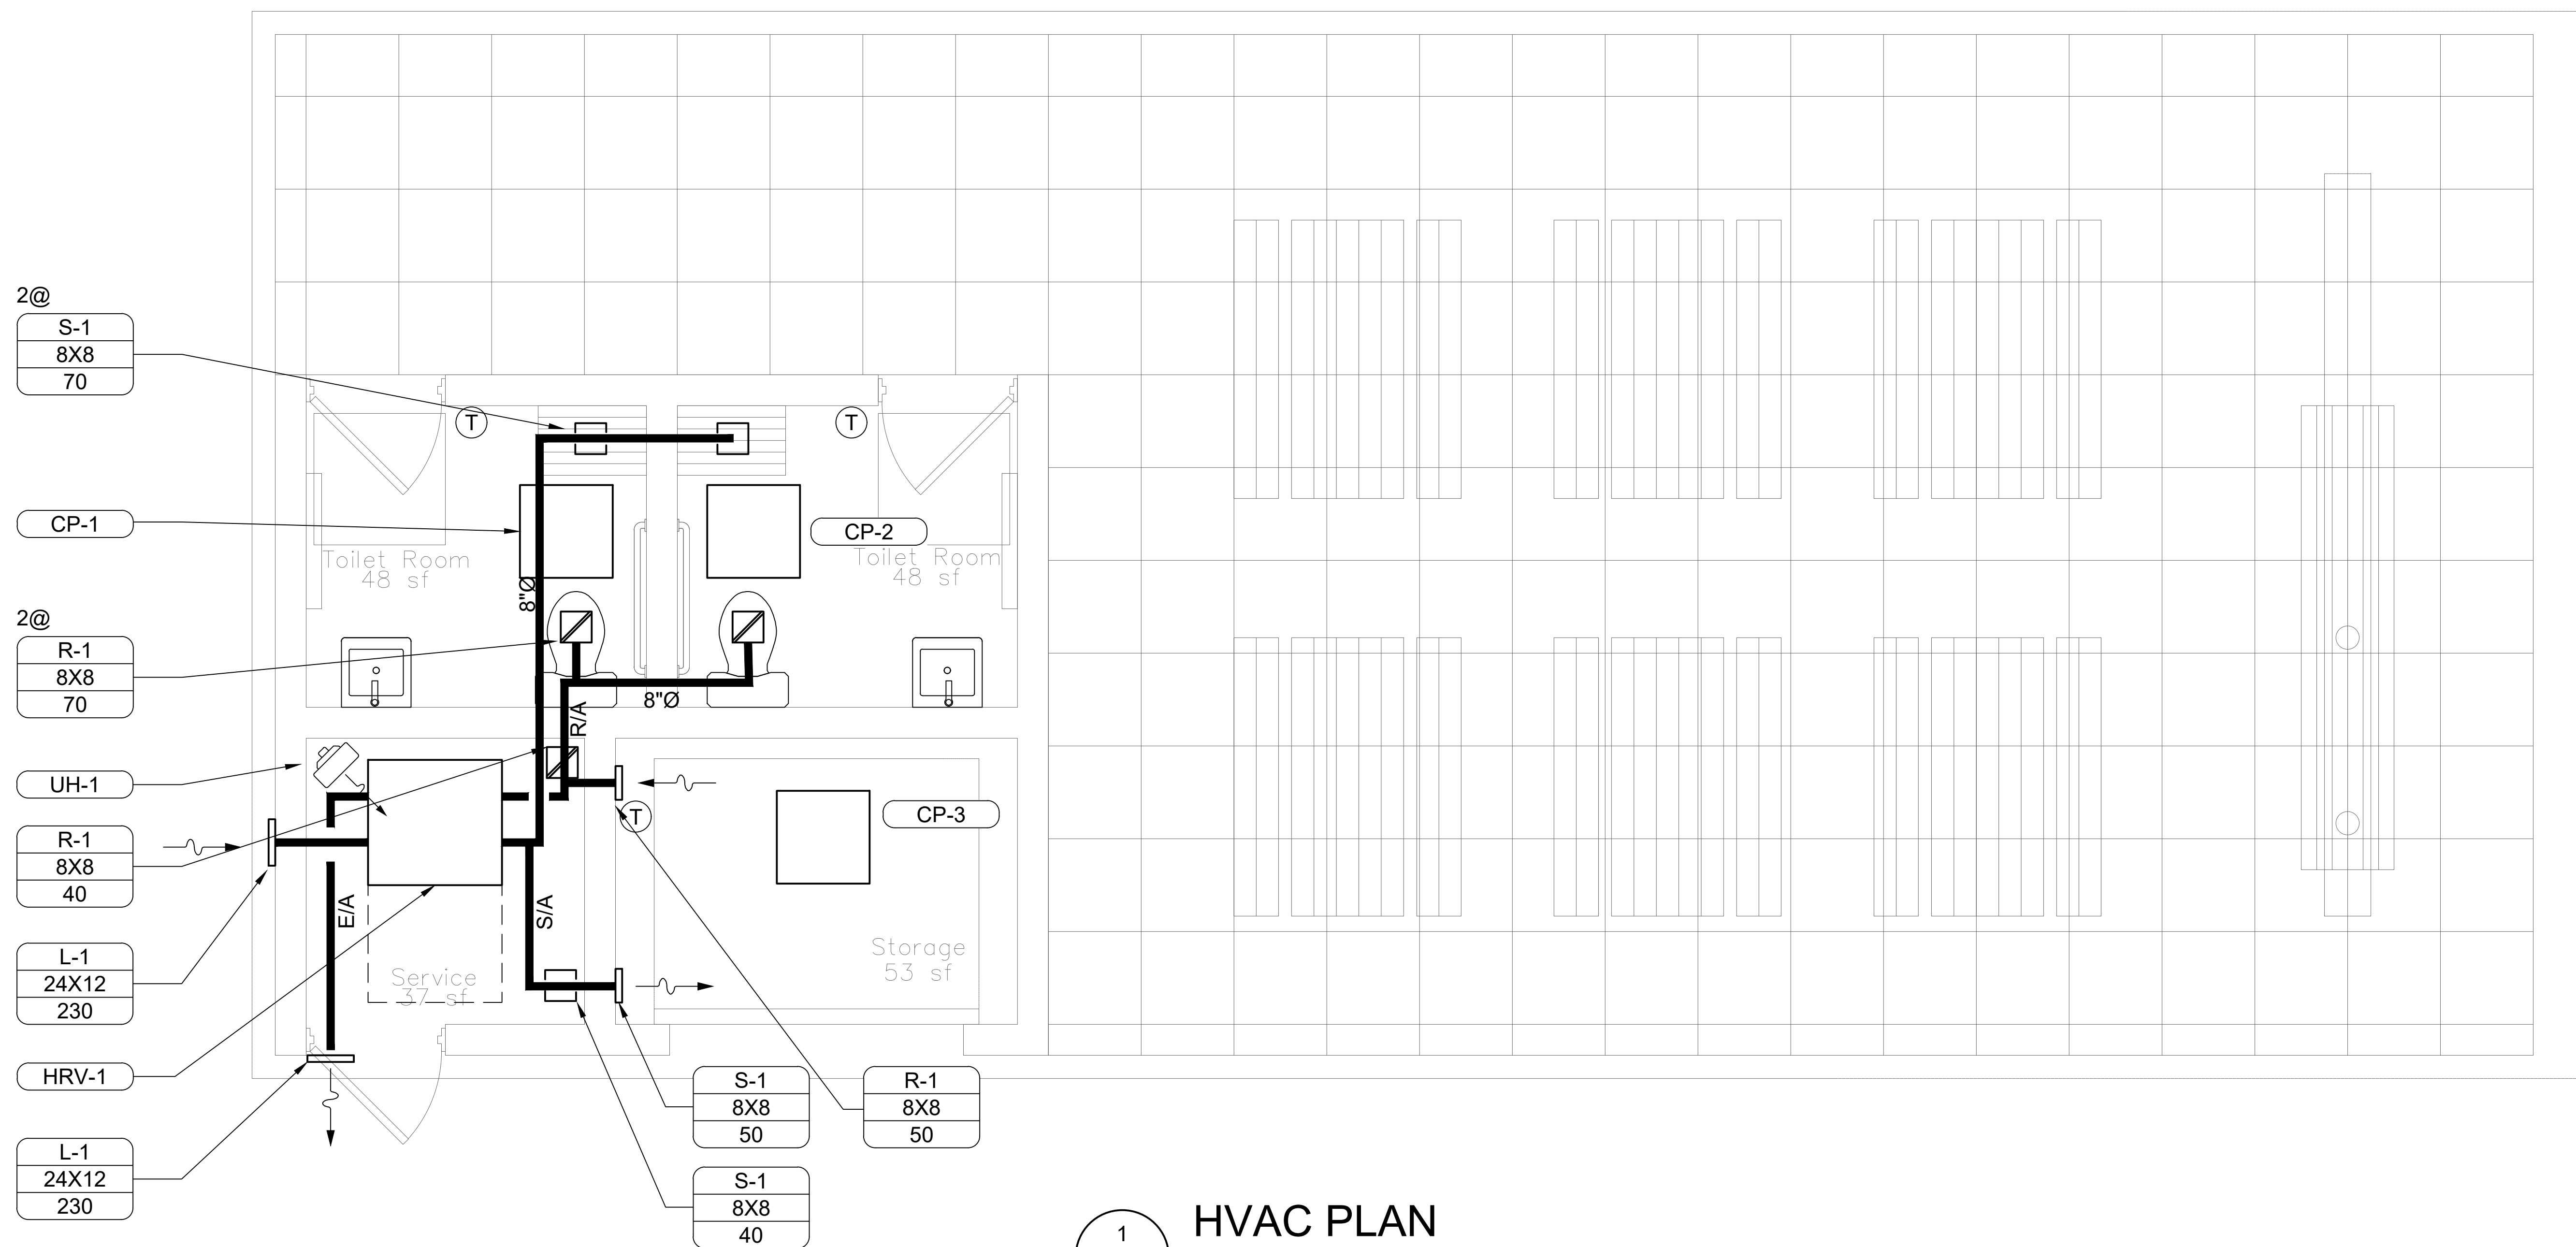 2@
S-1
8X8
70
T
T
CP-1
CP-2
Toilet Room
48 sf
Toilet Room
48 sf
8"Ø
2@
R-1
8X8
70
8"Ø
R/A
UH-1
CP-3
T
R-1
8X8
40
E/A
S/A
Storage
53 sf
L-1
24X12
230
Service
37 sf
HRV-1
S-1
8X8
50
R-1
8X8
50
L-1
24X12
230
S-1
8X8
40
1
HVAC PLAN